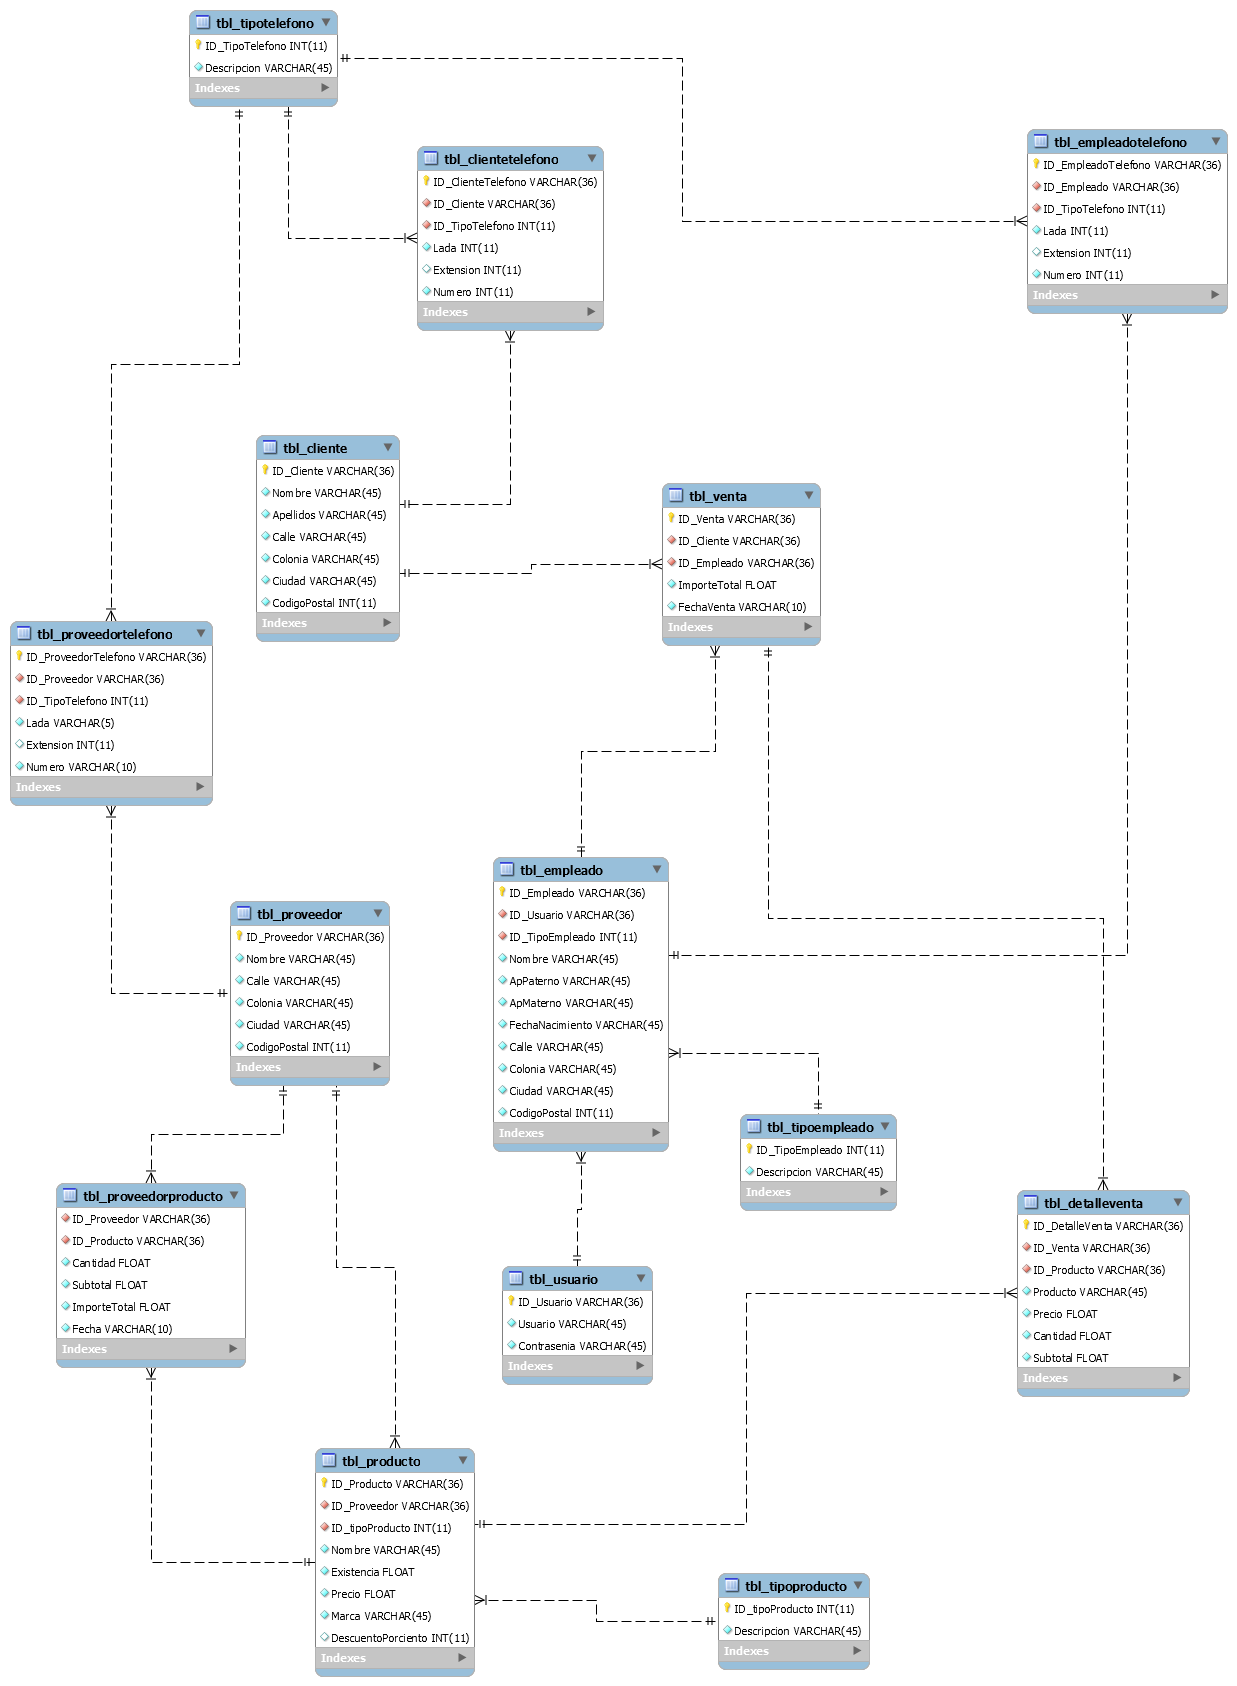 tbl_tipotelefono
ID_TipoTelefono INT(11)
Descripcion VARCHAR(45)
Indexes
tbl_clientetelefono
ID_ClienteTelefono VARCHAR(36)
ID_Cliente VARCHAR(36)
ID_TipoTelefono INT(11)
Lada INT(11)
Extension INT(11)
Numero INT(11)
Indexes
tbl_empleadotelefono
ID_EmpleadoTelefono VARCHAR(36)
ID_Empleado VARCHAR(36)
ID_TipoTelefono INT(11)
Lada INT(11)
Extension INT(11)
Numero INT(11)
Indexes
tbl_cliente
ID_Cliente VARCHAR(36)
Nombre VARCHAR(45)
Apellidos VARCHAR(45)
Calle VARCHAR(45)
Colonia VARCHAR(45)
Ciudad VARCHAR(45)
CodigoPostal INT(11)
Indexes
tbl_venta
ID_Venta VARCHAR(36)
ID_Cliente VARCHAR(36)
ID_Empleado VARCHAR(36)
ImporteTotal FLOAT
FechaVenta VARCHAR(10)
Indexes
tbl_proveedortelefono
ID_ProveedorTelefono VARCHAR(36)
ID_Proveedor VARCHAR(36)
ID_TipoTelefono INT(11)
Lada VARCHAR(5)
Extension INT(11)
Numero VARCHAR(10)
Indexes
tbl_proveedor
ID_Proveedor VARCHAR(36)
Nombre VARCHAR(45)
Calle VARCHAR(45)
Colonia VARCHAR(45)
Ciudad VARCHAR(45)
CodigoPostal INT(11)
Indexes
tbl_empleado
ID_Empleado VARCHAR(36)
ID_Usuario VARCHAR(36)
ID_TipoEmpleado INT(11)
Nombre VARCHAR(45)
ApPaterno VARCHAR(45)
ApMaterno VARCHAR(45)
FechaNacimiento VARCHAR(45)
Calle VARCHAR(45)
Colonia VARCHAR(45)
Ciudad VARCHAR(45)
CodigoPostal INT(11)
Indexes
tbl_tipoempleado
ID_TipoEmpleado INT(11)
Descripcion VARCHAR(45)
Indexes
tbl_proveedorproducto
ID_Proveedor VARCHAR(36)
ID_Producto VARCHAR(36)
Cantidad FLOAT
Subtotal FLOAT
ImporteTotal FLOAT
Fecha VARCHAR(10)
Indexes
tbl_usuario
ID_Usuario VARCHAR(36)
Usuario VARCHAR(45)
Contrasenia VARCHAR(45)
Indexes
tbl_detalleventa
ID_DetalleVenta VARCHAR(36)
ID_Venta VARCHAR(36)
ID_Producto VARCHAR(36)
Producto VARCHAR(45)
Precio FLOAT
Cantidad FLOAT
Subtotal FLOAT
Indexes
tbl_producto
ID_Producto VARCHAR(36)
ID_Proveedor VARCHAR(36)
ID_tipoProducto INT(11)
Nombre VARCHAR(45)
Existencia FLOAT
Precio FLOAT
Marca VARCHAR(45)
DescuentoPorciento INT(11)
Indexes
tbl_tipoproducto
ID_tipoProducto INT(11)
Descripcion VARCHAR(45)
Indexes